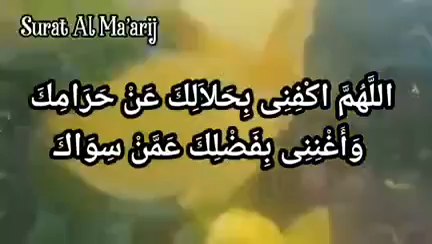 Surat Al Ma'arij
اللَّهُمَّ اكْفِنِى بِحَلاَلِكَ عَنْ حَرَامِكَ
وَأَغْنِنِى بِفَضْلِكَ عَمَّنْ سِوَاكَ